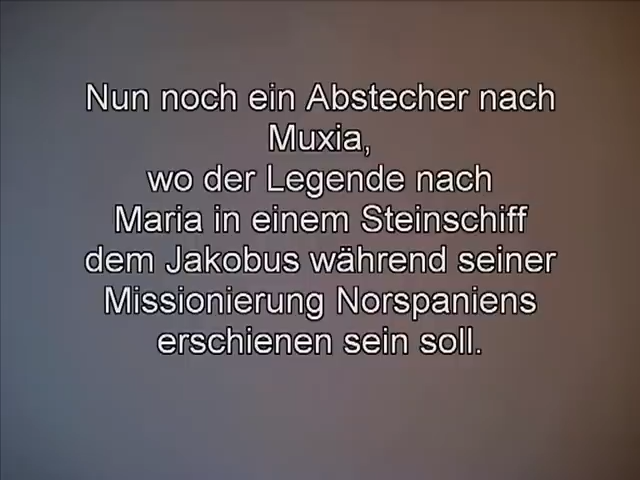 Nun noch ein Abstecher nach
Muxia,
wo der Legende nach
Maria in einem Steinschiff
dem Jakobus während seiner
Missionierung Norspaniens
erschienen sein soll.